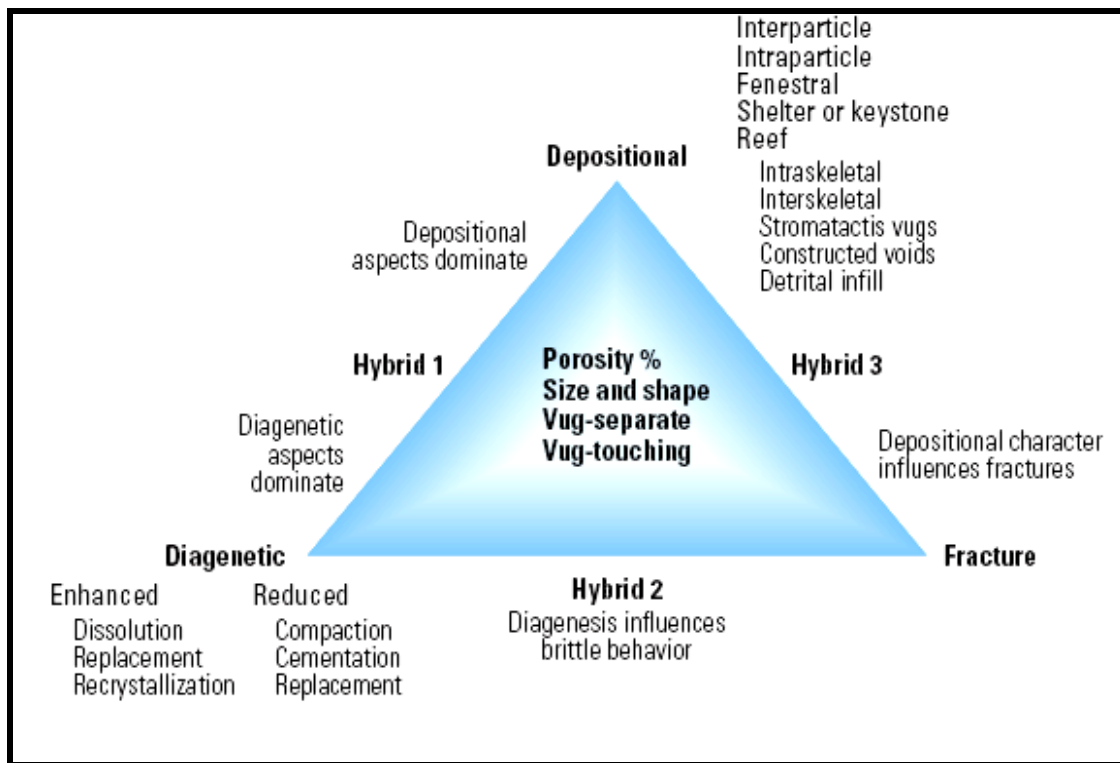 Interparticle
Intraparticle
Fenestral
Shelter or keystone
Reef
Intraskeletal
Interskeletal
Stromatactis vugs
Constructed voids
Detrital infill
Depositional
Depositional
aspects dominate
Hybrid 1
Diagenetic
aspects
dominate
Porosity %
Size and shape
Vug-separate
Vug-touching
Hybrid 3
Depositional character
influences fractures
Diagenetic
Enhanced
Dissolution
Replacement
Recrystallization
Reduced
Compaction
Cementation
Replacement
Hybrid 2
Diagenesis influences
brittle behavior
Fracture